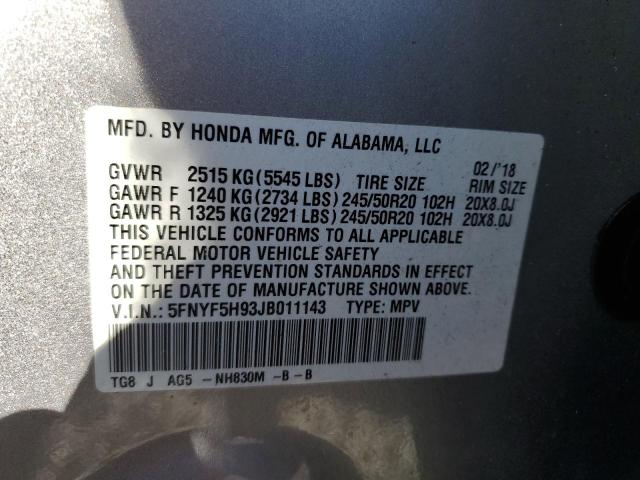 MFD. BY HONDA MFG. OF ALABAMA, LLC
02/'18
GVWR 2515 KG (5545 LBS) TIRE SIZE RIM SIZE
GAWR F 1240 KG (2734 LBS) 245/50R20 102H 20X8.0J
GAWR R 1325 KG (2921 LBS) 245/50R20 102H 20X8.0J
THIS VEHICLE CONFORMS TO ALL APPLICABLE
FEDERAL MOTOR VEHICLE SAFETY
AND THEFT PREVENTION STANDARDS IN EFFECT
ON THE DATE OF MANUFACTURE SHOWN ABOVE.
V.I.N.: 5FNYF5H93JB011143 TYPE: MPV
TG8 J AG5 -NH830M -B -B